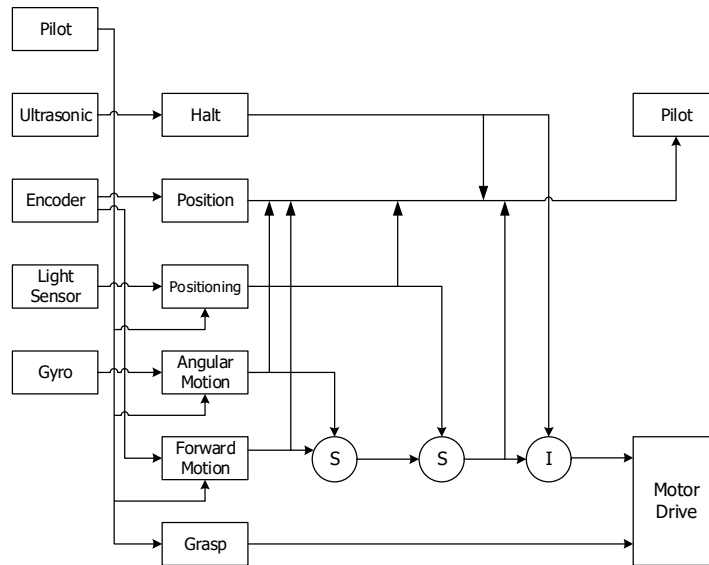 Pilot
Ultrasonic
Halt
Pilot
Encoder
Position
Light
Sensor
Positioning
Gyro
Angular
Motion
Forward
Motion
S
S
I
Motor
Drive
Grasp